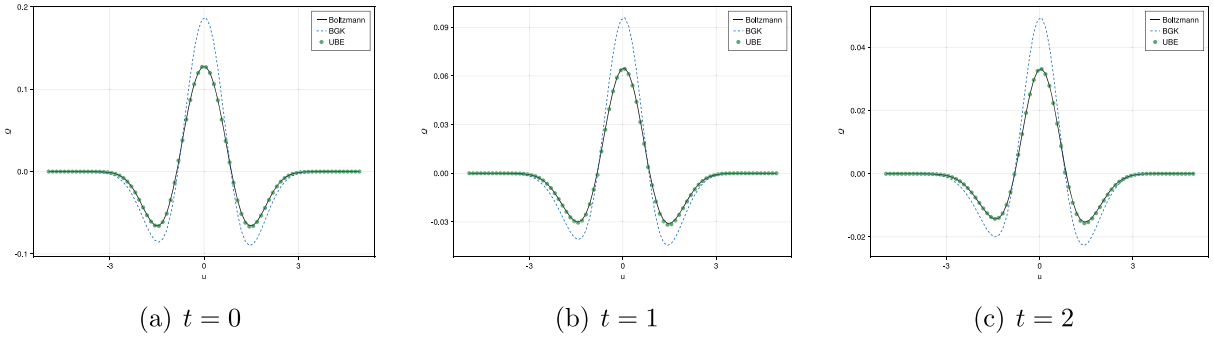 0.2
0.1
0.0
-0.1
Q
-3
0
3
u
Boltzmann
BGK
UBE
(a) t = 0
0.09
0.06
0.03
0.00
-0.03
Q
-3
0
3
u
Boltzmann
BGK
UBE
(b) t = 1
0.04
0.02
0.00
-0.02
Q
-3
0
3
u
Boltzmann
BGK
UBE
(c) t = 2